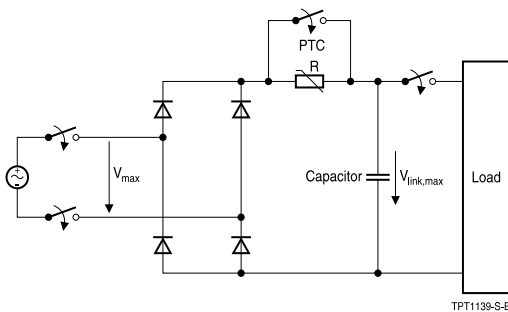 PTC
R
V_max
Capacitor
V_link,max
Load
TPT1139-S-E